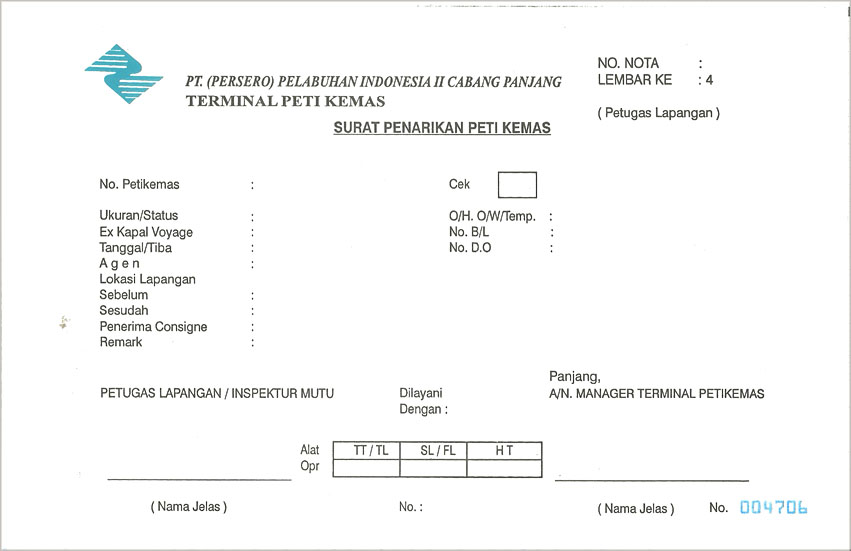 NO. NOTA :
LEMBAR KE : 4
( Petugas Lapangan )
PT. (PERSERO) PELABUHAN INDONESIA II CABANG PANJANG
TERMINAL PETI KEMAS
SURAT PENARIKAN PETI KEMAS
No. Petikemas : Cek
Ukuran/Status : O/H. O/W/Temp. :
Ex Kapal Voyage : No. B/L :
Tanggal/Tiba : No. D.O :
A g e n :
Lokasi Lapangan
Sebelum :
Sesudah :
Penerima Consigne :
Remark :
Panjang,
PETUGAS LAPANGAN / INSPEKTUR MUTU Dilayani A/N. MANAGER TERMINAL PETIKEMAS
Dengan :
Alat TT / TL SL / FL H T
Opr
( Nama Jelas ) No. : ( Nama Jelas ) No. 004706